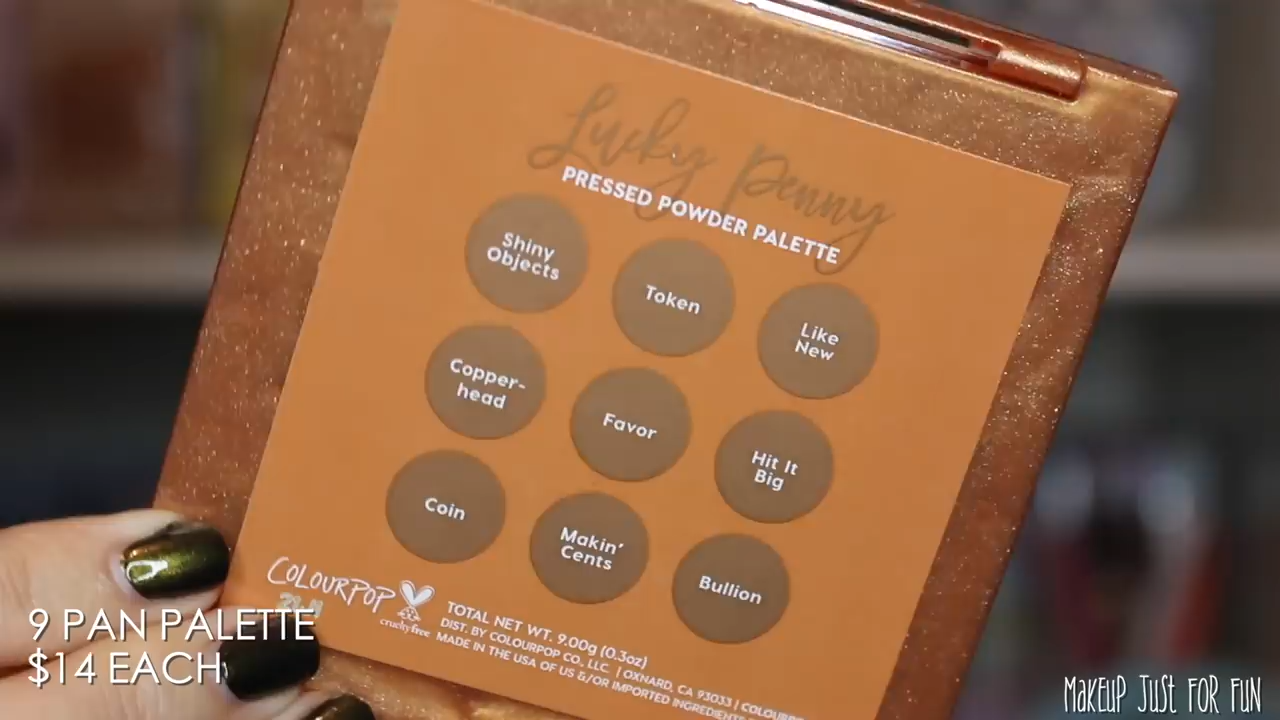 Lucky Penny
PRESSED POWDER PALETTE
Shiny
Objects
Token
Like
New
Copper-
head
Favor
Hit It
Big
Coin
Makin'
Cents
Bullion
COLOURPOP
crueltyfree
TOTAL NET WT. 9.00g (0.3oz)
DIST. BY COLOURPOP CO., LLC. | OXNARD, CA 93033 |
MADE IN THE USA OF US &/OR IMPORTED INGREDIENTS
9 PAN PALETTE
$14 EACH
MAKEUP JUST FOR FUN